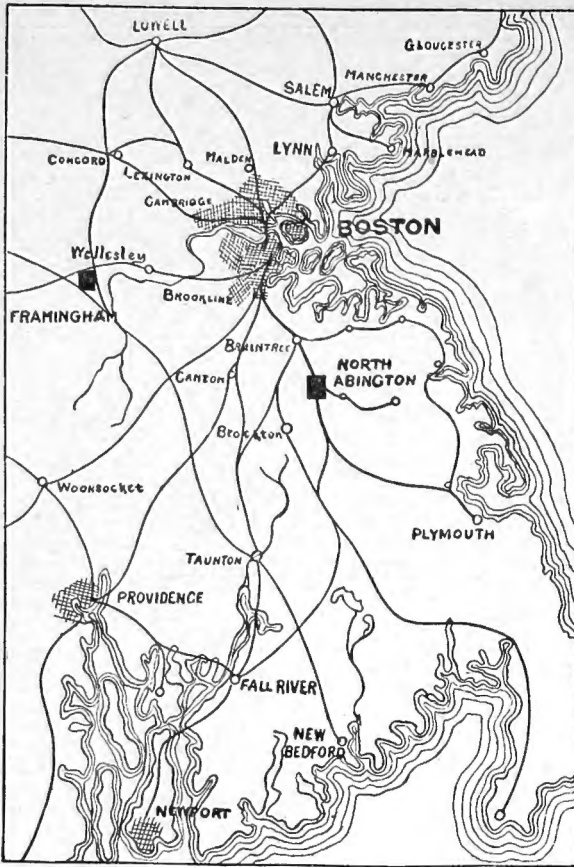 LOWELL
GLOUCESTER
MANCHESTER
SALEM
LYNN
MARBLEHEAD
CONCORD
LEXINGTON
MALDEN
CAMBRIDGE
BOSTON
Wellesley
BROOKLINE
FRAMINGHAM
BRAINTREE
NORTH
ABINGTON
CANTON
BROCKTON
WOONSOCKET
PLYMOUTH
TAUNTON
PROVIDENCE
FALL RIVER
NEW
BEDFORD
NEWPORT